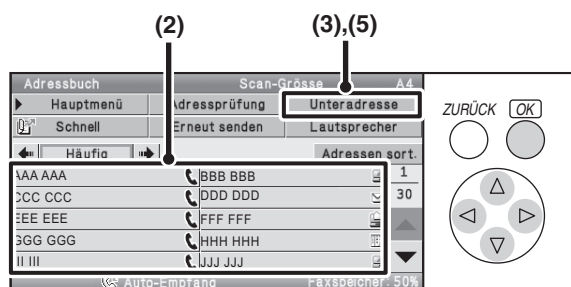 (2) (3),(5)
Adressbuch Scan-Grösse A4
Hauptmenü Adressprüfung Unteradresse
Schnell Erneut senden Lautsprecher
Häufig Adressen sort.
AAA AAA BBB BBB 1
CCC CCC DDD DDD 30
EEE EEE FFF FFF
GGG GGG HHH HHH
III III JJJ JJJ
Auto-Empfang Faxspeicher: 50%
ZURÜCK OK